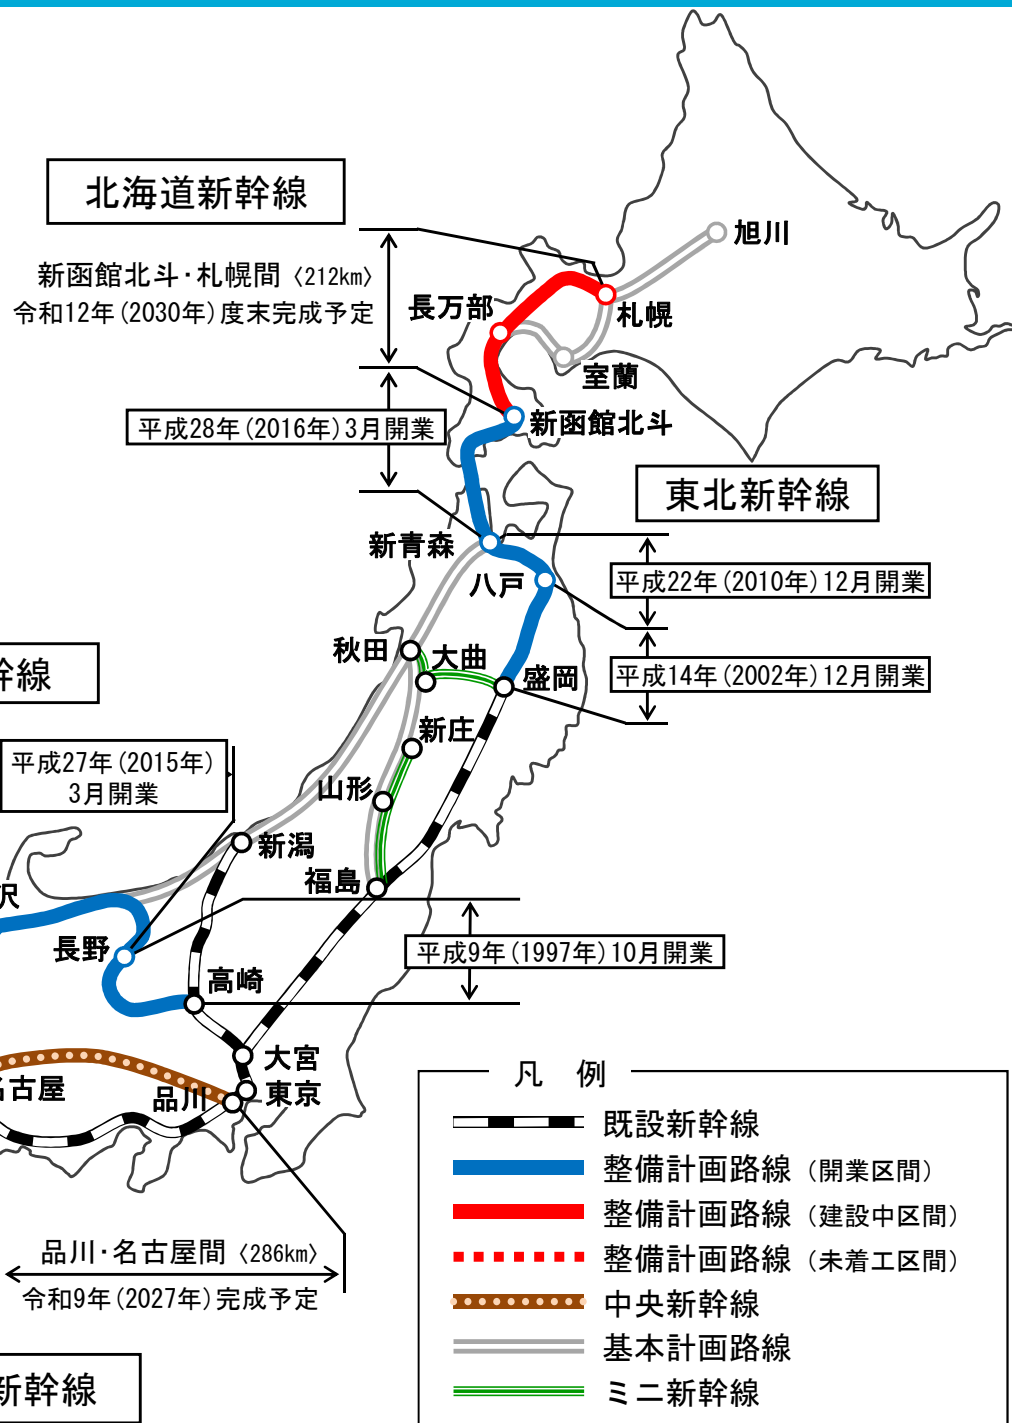 北海道新幹線
旭川
新函館北斗・札幌間〈212km〉
令和12年(2030年)度末完成予定
長万部
札幌
室蘭
平成28年(2016年)3月開業
新函館北斗
東北新幹線
新青森
八戸
平成22年(2010年)12月開業
秋田
大曲
盛岡
平成14年(2002年)12月開業
幹線
新庄
平成27年(2015年)
3月開業
山形
新潟
福島
沢
長野
平成9年(1997年)10月開業
高崎
大宮
東京
品川
名古屋
凡 例
既設新幹線
整備計画路線(開業区間)
整備計画路線(建設中区間)
整備計画路線(未着工区間)
中央新幹線
基本計画路線
ミニ新幹線
品川・名古屋間〈286km〉
令和9年(2027年)完成予定
新幹線